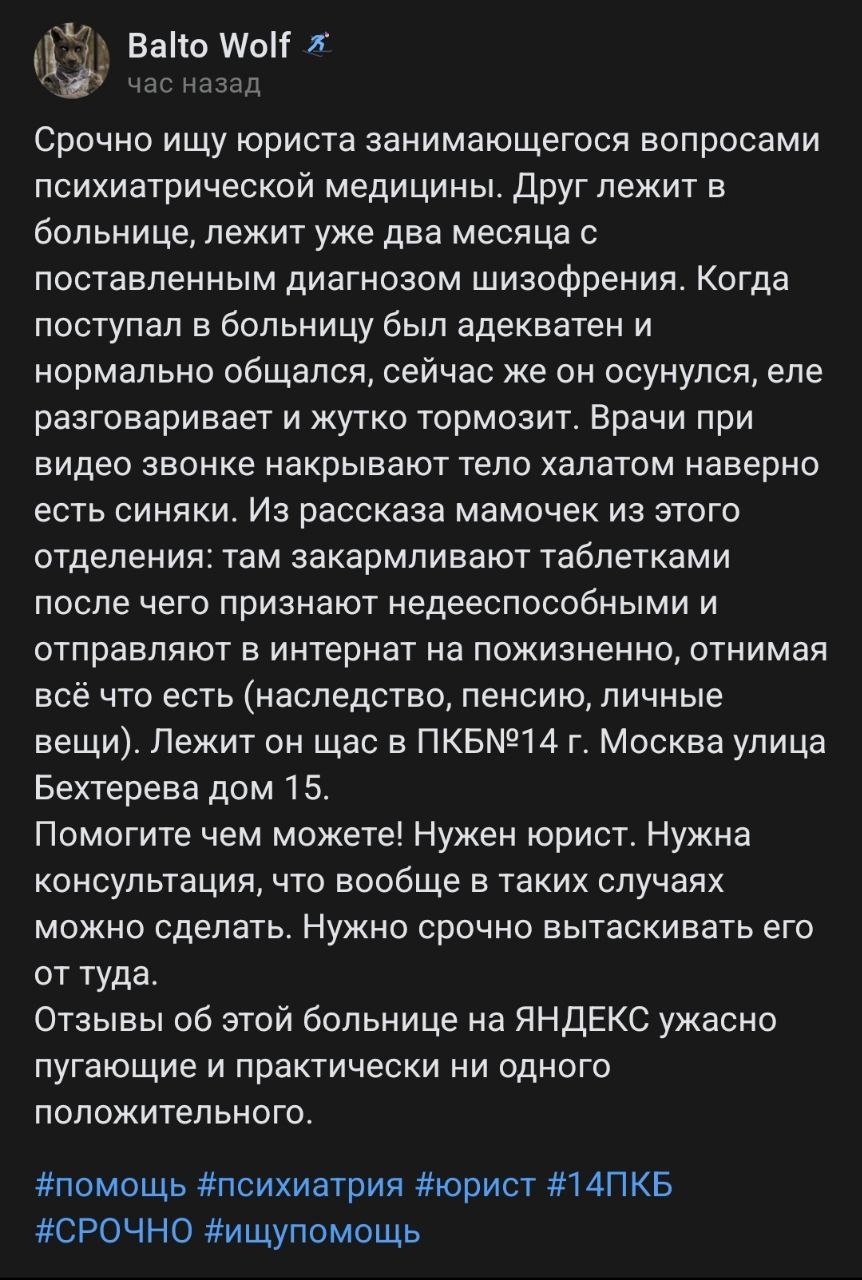 Balto Wolf
час назад
Срочно ищу юриста занимающегося вопросами
психиатрической медицины. Друг лежит в
больнице, лежит уже два месяца с
поставленным диагнозом шизофрения. Когда
поступал в больницу был адекватен и
нормально общался, сейчас же он осунулся, еле
разговаривает и жутко тормозит. Врачи при
видео звонке накрывают тело халатом наверно
есть синяки. Из рассказа мамочек из этого
отделения: там закармливают таблетками
после чего признают недееспособными и
отправляют в интернат на пожизненно, отнимая
всё что есть (наследство, пенсию, личные
вещи). Лежит он щас в ПКБ№14 г. Москва улица
Бехтерева дом 15.
Помогите чем можете! Нужен юрист. Нужна
консультация, что вообще в таких случаях
можно сделать. Нужно срочно вытаскивать его
от туда.
Отзывы об этой больнице на ЯНДЕКС ужасно
пугающие и практически ни одного
положительного.
#помощь #психиатрия #юрист #14ПКБ
#СРОЧНО #ищупомощь